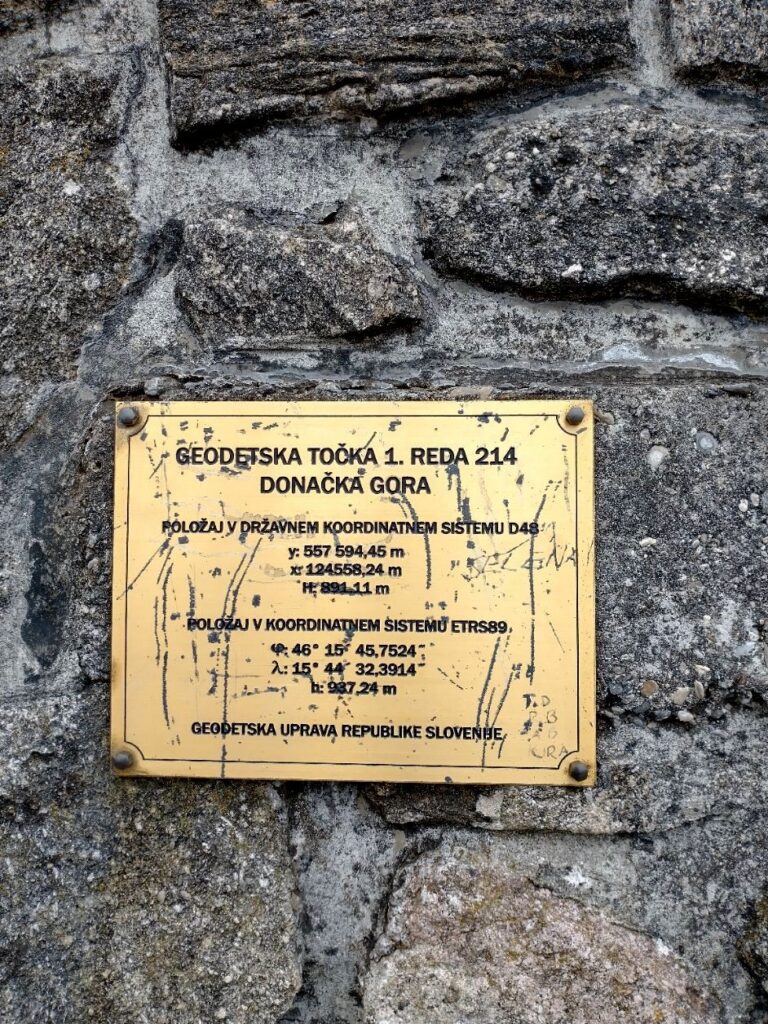 GEODETSKA TOČKA 1. REDA 214
DONAČKA GORA
POLOŽAJ V DRŽAVNEM KOORDINATNEM SISTEMU D48
y: 557 594,45 m
x: 124558,24 m
H: 891,11 m
POLOŽAJ V KOORDINATNEM SISTEMU ETRS89
φ: 46° 15´ 45,7524˝
λ: 15° 44´ 32,3914˝
h: 937,24 m
GEODETSKA UPRAVA REPUBLIKE SLOVENIJE